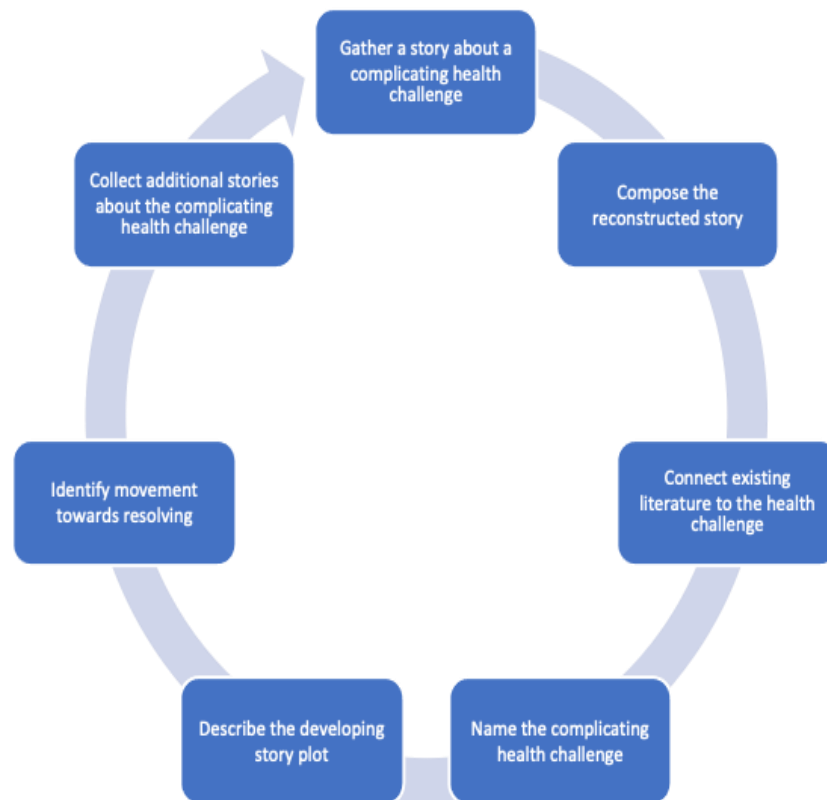 Gather a story about a
complicating health
challenge
Compose the
reconstructed story
Connect existing
literature to the health
challenge
Name the complicating
health challenge
Describe the developing
story plot
Identify movement
towards resolving
Collect additional stories
about the complicating
health challenge